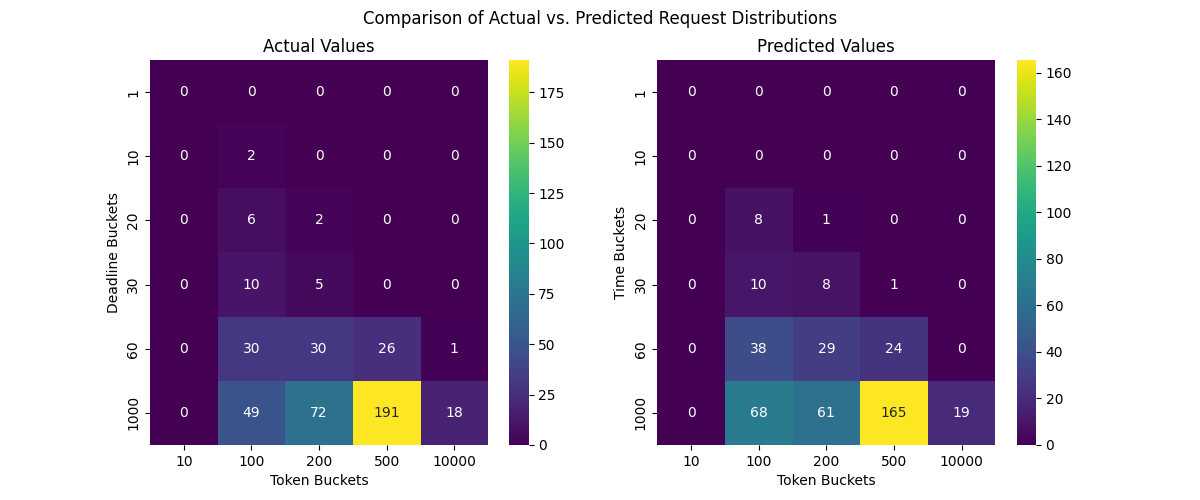 Comparison of Actual vs. Predicted Request Distributions
Actual Values
Deadline Buckets
1 0 0 0 0 0
10 0 2 0 0 0
20 0 6 2 0 0
30 0 10 5 0 0
60 0 30 30 26 1
1000 0 49 72 191 18
10 100 200 500 10000
Token Buckets
175
150
125
100
75
50
25
0
Predicted Values
Time Buckets
1 0 0 0 0 0
10 0 0 0 0 0
20 0 8 1 0 0
30 0 10 8 1 0
60 0 38 29 24 0
1000 0 68 61 165 19
10 100 200 500 10000
Token Buckets
160
140
120
100
80
60
40
20
0